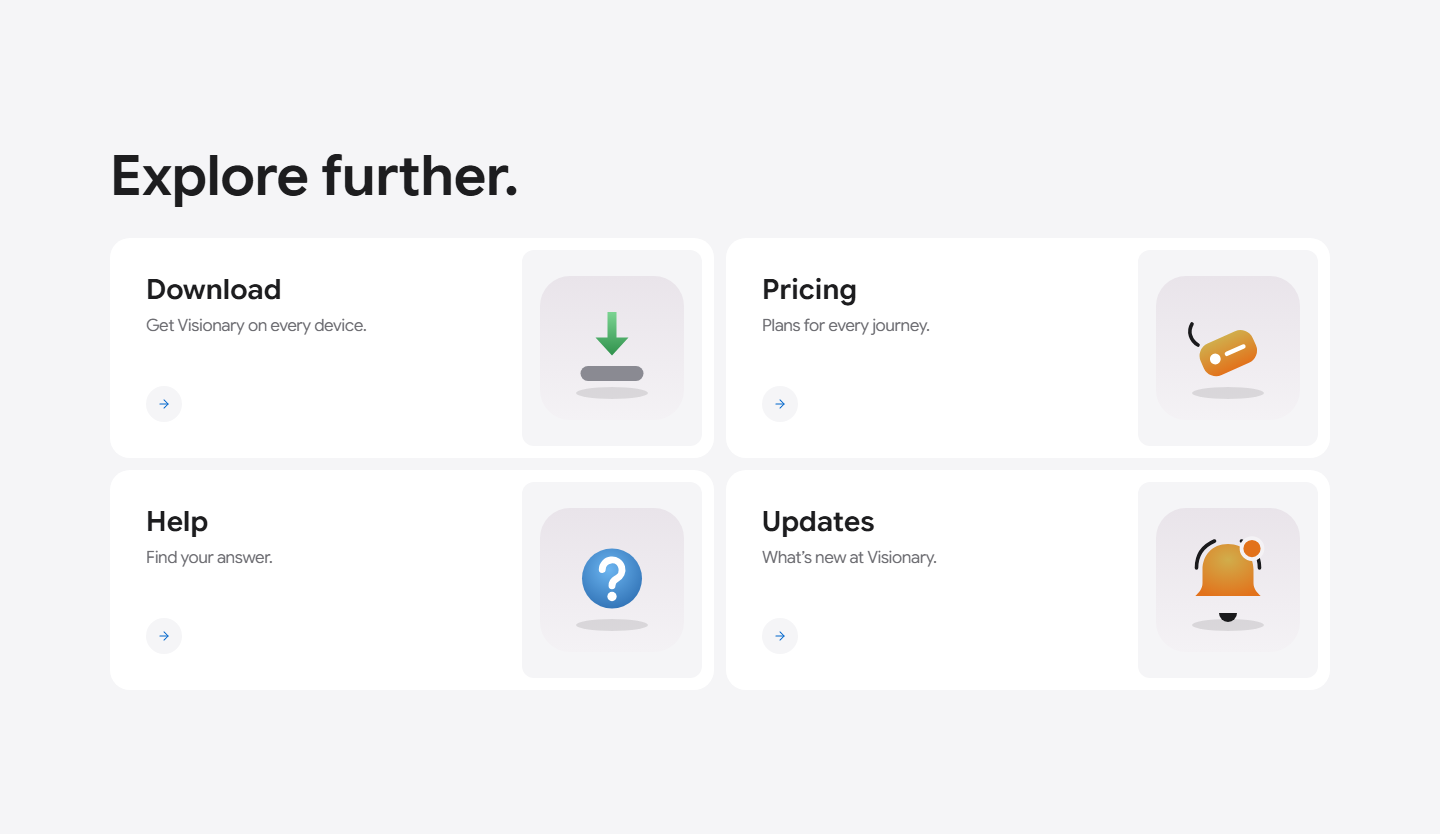 Explore further.
Download
Get Visionary on every device.
Pricing
Plans for every journey.
Help
Find your answer.
Updates
What’s new at Visionary.